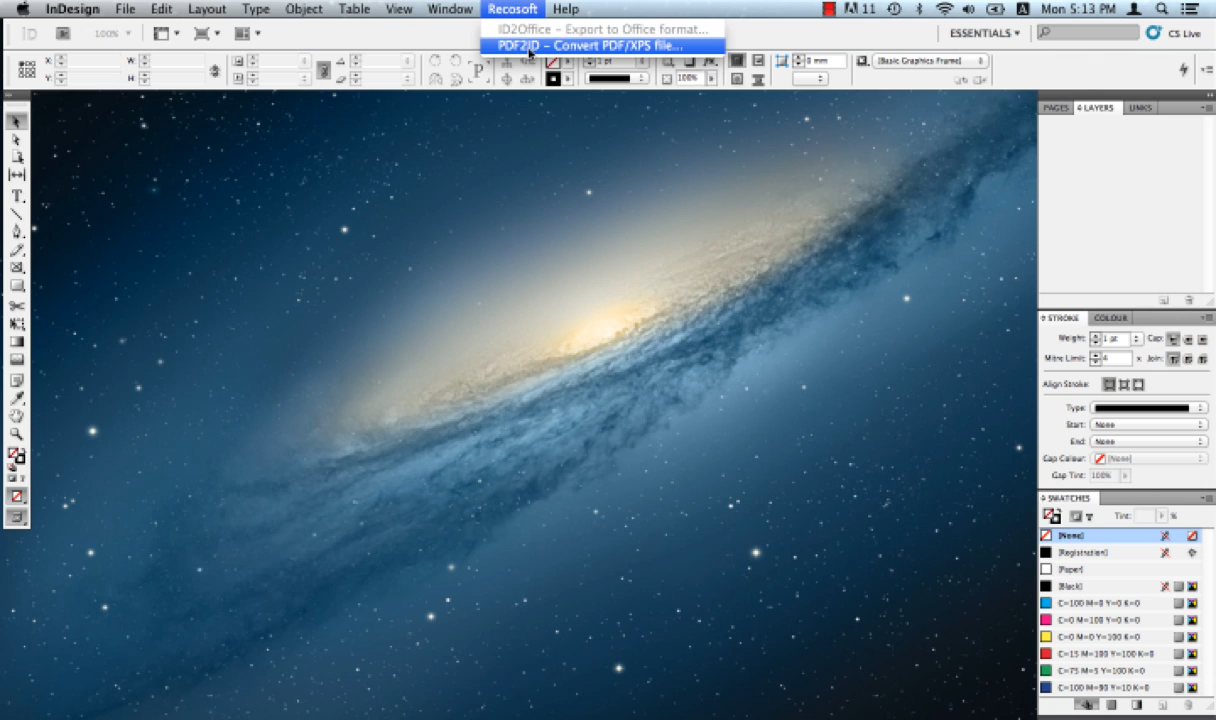 InDesign File Edit Layout Type Object Table View Window Recosoft Help 11 Mon 5:13 PM
100% ESSENTIALS CS Live
ID2Office – Export to Office format...
PDF2ID – Convert PDF/XPS file...
X: W: 1 pt 0 mm [Basic Graphics Frame]
Y: H: 100%
PAGES LAYERS LINKS
STROKE COLOUR
Weight: 1 pt Cap:
Mitre Limit: 4 x Join:
Align Stroke:
Type:
Start: None
End: None
Gap Colour: [None]
Gap Tint: 100%
SWATCHES
Tint: %
[None]
[Registration]
[Paper]
[Black]
C=100 M=0 Y=0 K=0
C=0 M=100 Y=0 K=0
C=0 M=0 Y=100 K=0
C=15 M=100 Y=100 K=0
C=75 M=5 Y=100 K=0
C=100 M=90 Y=10 K=0